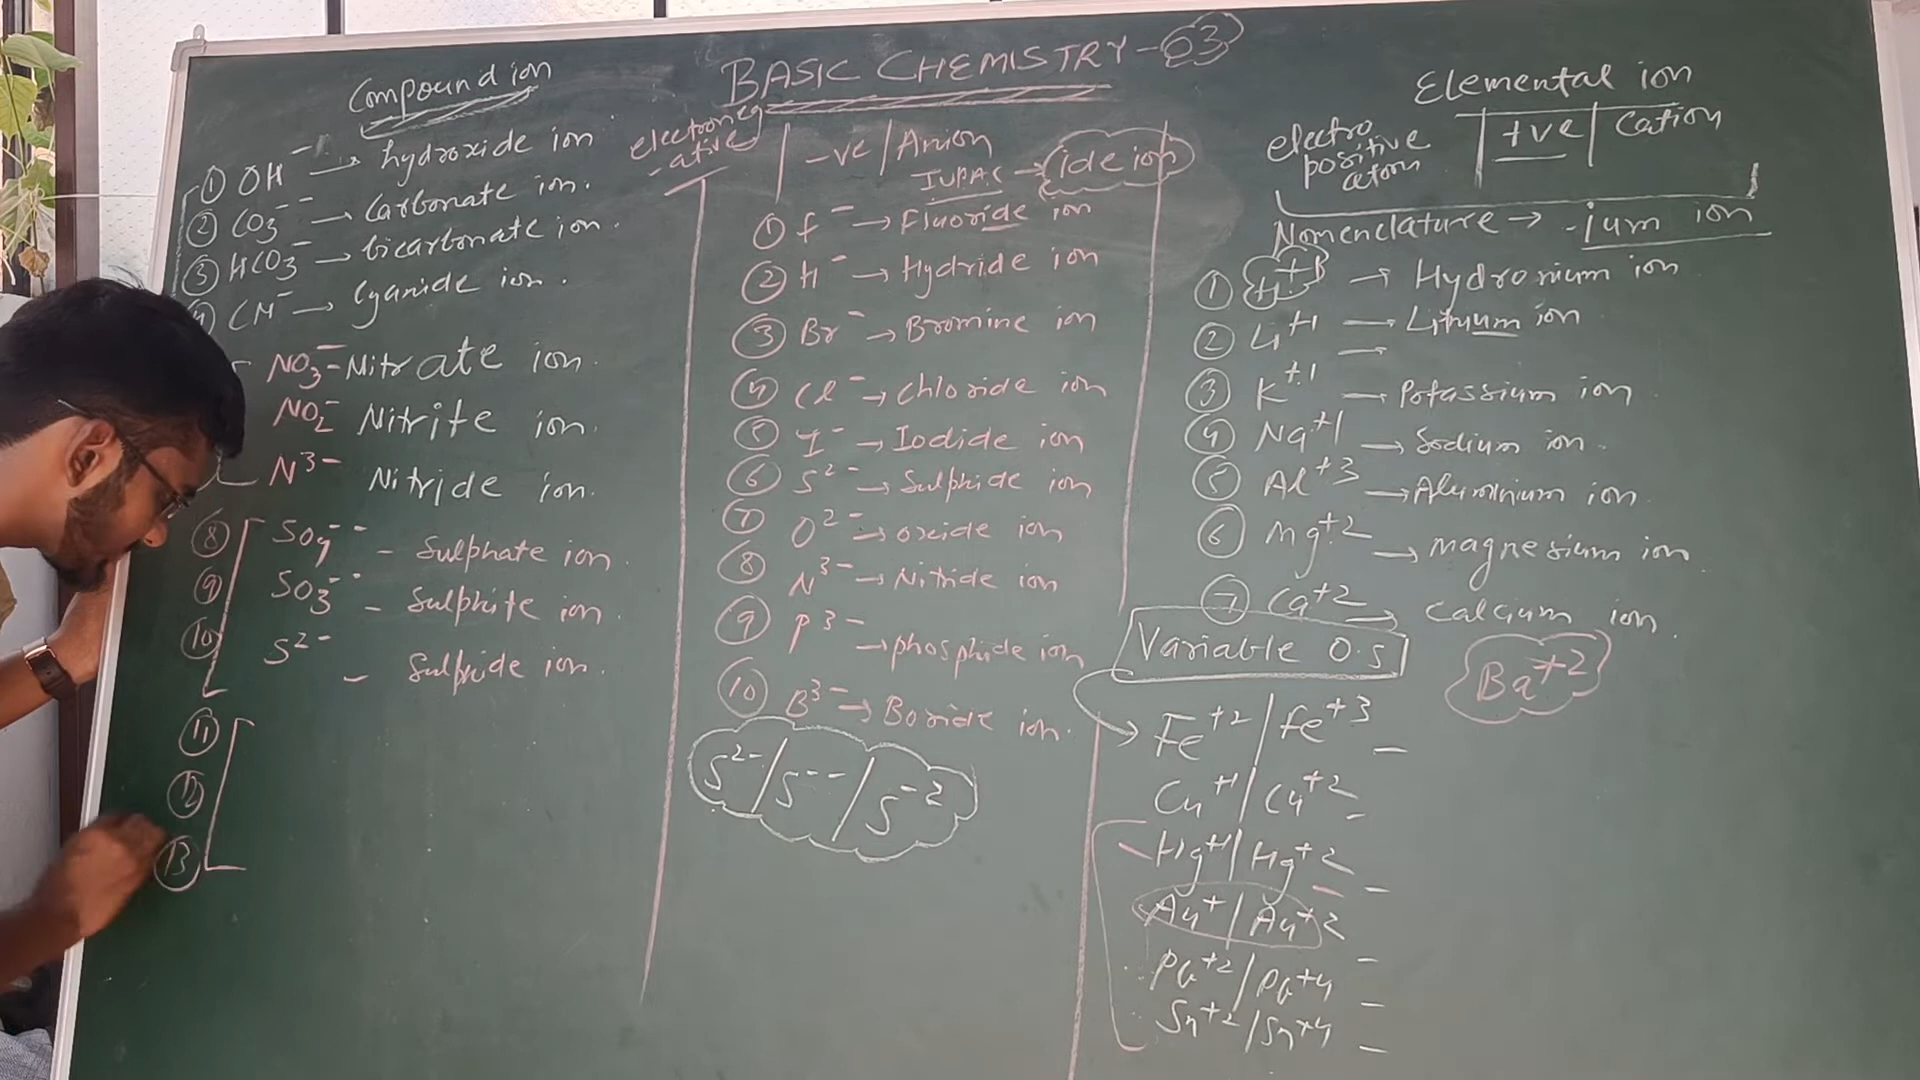 BASIC CHEMISTRY-03
Compound ion
① OH⁻ → hydroxide ion
② CO₃⁻⁻ → Carbonate ion.
③ HCO₃⁻ → bicarbonate ion.
④ CN⁻ → Cyanide ion.
NO₃⁻ - Nitrate ion.
NO₂⁻ Nitrite ion.
N³⁻ Nitride ion.
⑧ SO₄⁻⁻ - Sulphate ion.
⑨ SO₃⁻⁻ - Sulphite ion.
⑩ S²⁻ - Sulphide ion.
⑪
⑫
⑬
electroneg
-ative
-ve / Anion
IUPAC → ide ion
① F⁻ → Fluoride ion
② H⁻ → Hydride ion
③ Br⁻ → Bromine ion
④ Cl⁻ → Chloride ion
⑤ I⁻ → Iodide ion
⑥ S²⁻ → Sulphide ion
⑦ O²⁻ → oxide ion
⑧ N³⁻ → Nitride ion
⑨ P³⁻ → phosphide ion
⑩ B³⁻ → Boride ion.
S²⁻ / S⁻⁻ / S⁻²
Elemental ion
electro
positive
atom
+ve / Cation
Nomenclature → -ium ion
① H⁺¹ → Hydronium ion
② Li⁺¹ → Lithium ion
③ K⁺¹ → Potassium ion
④ Na⁺¹ → Sodium ion.
⑤ Al⁺³ → Aluminium ion.
⑥ Mg⁺² → magnesium ion.
⑦ Ca⁺² → Calcium ion.
Variable O.S
Ba⁺²
Fe⁺² / Fe⁺³ -
Cu⁺¹ / Cu⁺² -
Hg⁺¹ / Hg⁺² -
Au⁺ / Au⁺²
Pb⁺² / Pb⁺⁴ -
Sn⁺² / Sn⁺⁴ -